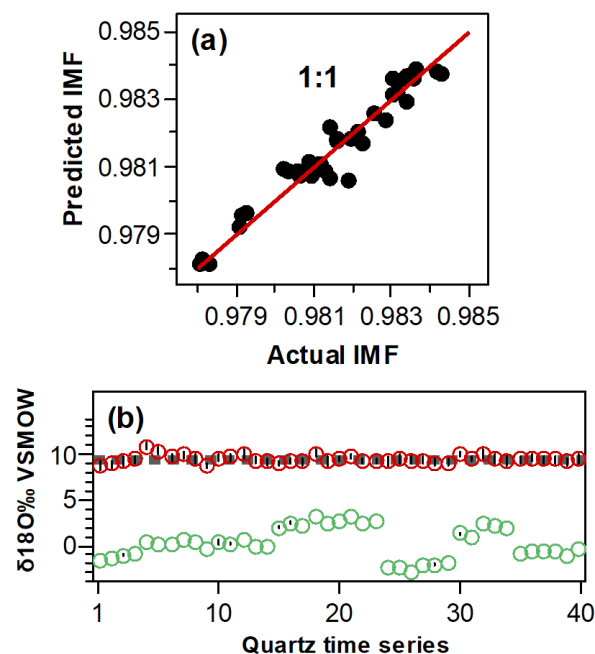 (a)
1:1
Predicted IMF
0.985
0.983
0.981
0.979
0.979 0.981 0.983 0.985
Actual IMF
(b)
δ18O‰ VSMOW
10
5
0
1 10 20 30 40
Quartz time series